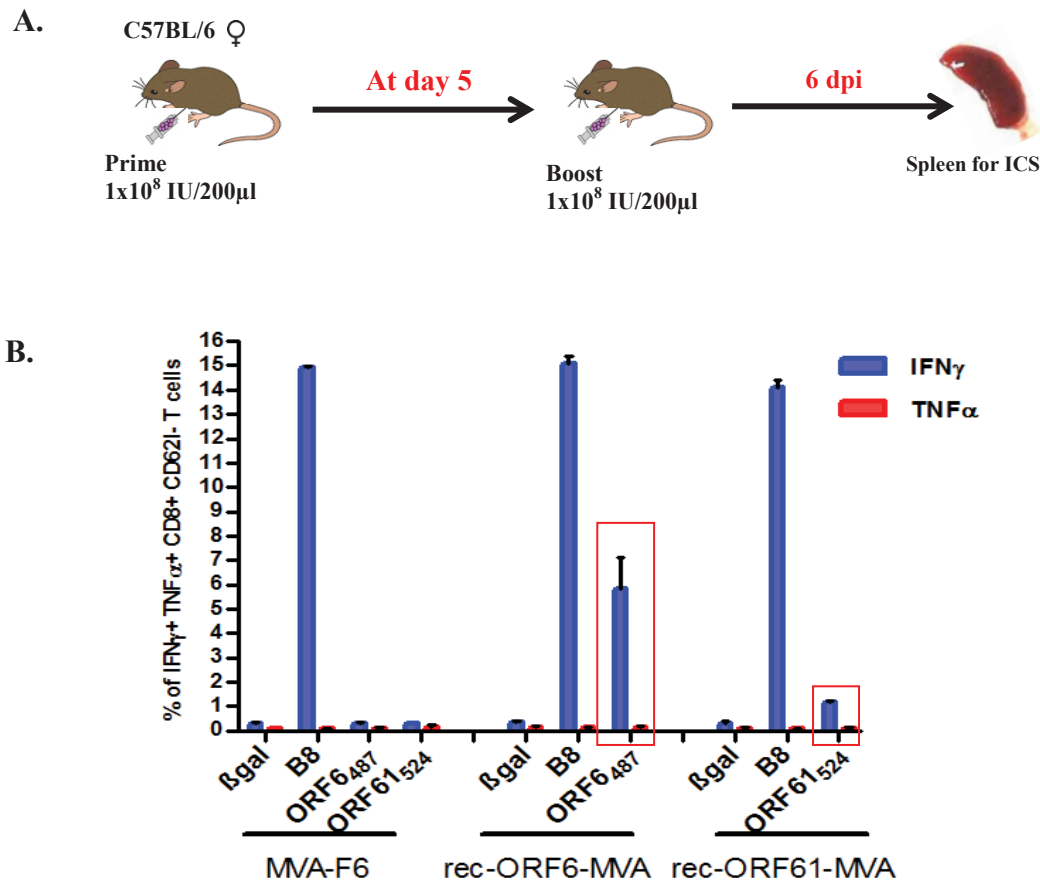 A.
C57BL/6 ♀
At day 5
6 dpi
Prime
1x10⁸ IU/200µl
Boost
1x10⁸ IU/200µl
Spleen for ICS
B.
% of IFNγ+ TNFα+ CD8+ CD62l- T cells
16
15
14
13
12
11
10
9
8
7
6
5
4
3
2
1
0
IFNγ
TNFα
ßgal
B8
ORF6₄₈₇
ORF61₅₂₄
ßgal
B8
ORF6₄₈₇
ßgal
B8
ORF61₅₂₄
MVA-F6
rec-ORF6-MVA
rec-ORF61-MVA